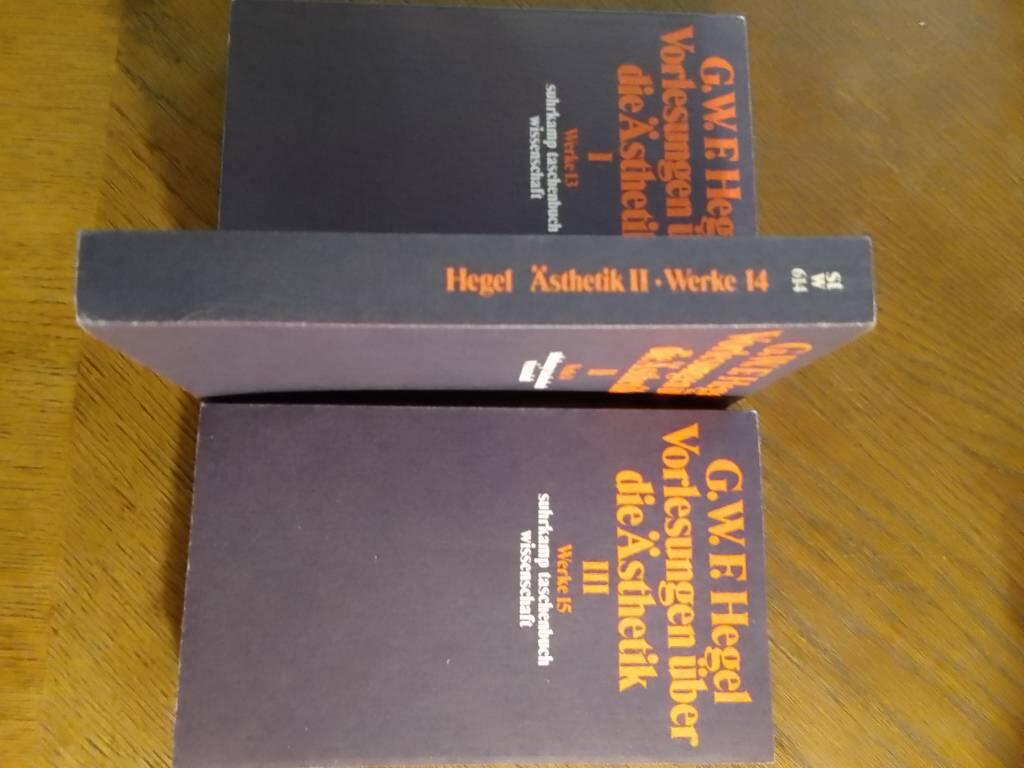 G.W.F. Heg
Vorlesungen ü
die Ästheti
I
Werke 13
suhrkamp taschenbuch
wissenschaft
Hegel Ästhetik II · Werke 14
st
w
614
G.W.F. Hegel
Vorlesungen über
die Ästhetik
III
Werke 15
suhrkamp taschenbuch
wissenschaft